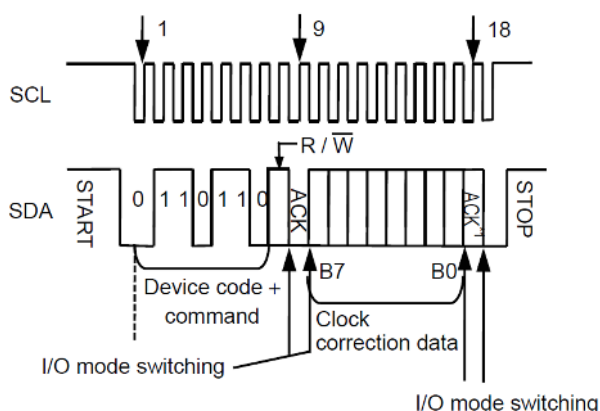 1 9 18
SCL
R / W
SDA START 0 1 1 0 1 1 0 ACK ACK*1 STOP
B7 B0
Device code +
command
Clock
correction data
I/O mode switching
I/O mode switching